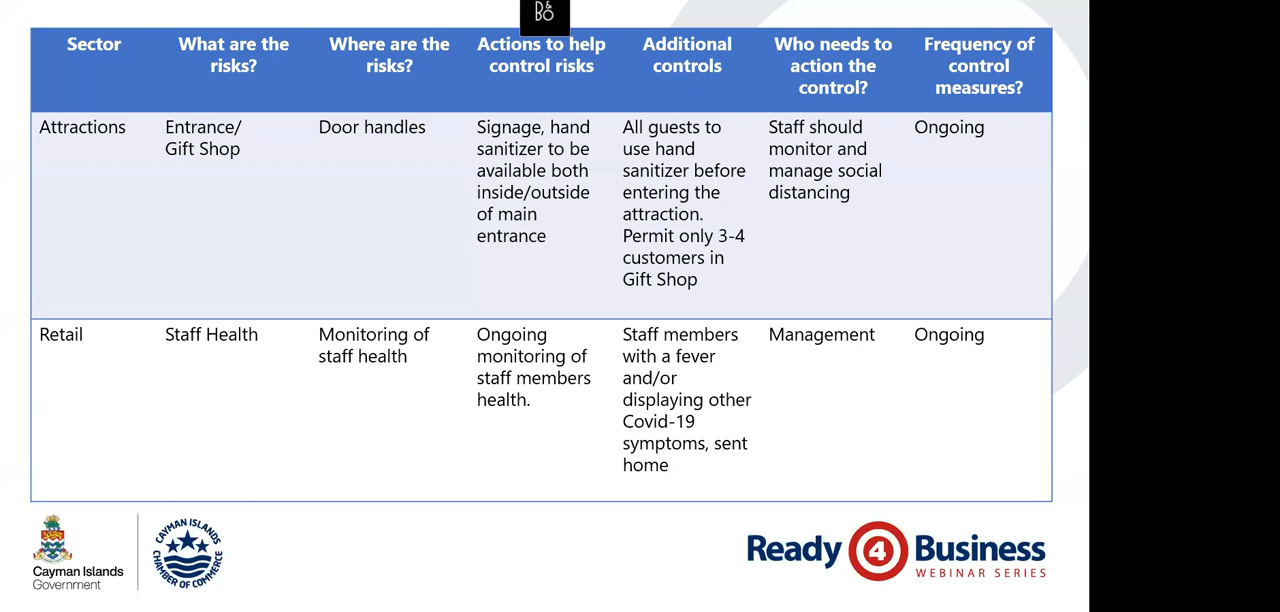 B&O
Sector
What are the
risks?
Where are the
risks?
Actions to help
control risks
Additional
controls
Who needs to
action the
control?
Frequency of
control
measures?
Attractions
Entrance/
Gift Shop
Door handles
Signage, hand
sanitizer to be
available both
inside/outside
of main
entrance
All guests to
use hand
sanitizer before
entering the
attraction.
Permit only 3-4
customers in
Gift Shop
Staff should
monitor and
manage social
distancing
Ongoing
Retail
Staff Health
Monitoring of
staff health
Ongoing
monitoring of
staff members
health.
Staff members
with a fever
and/or
displaying other
Covid-19
symptoms, sent
home
Management
Ongoing
Cayman Islands
Government
CAYMAN ISLANDS
CHAMBER OF COMMERCE
Ready 4 Business
WEBINAR SERIES